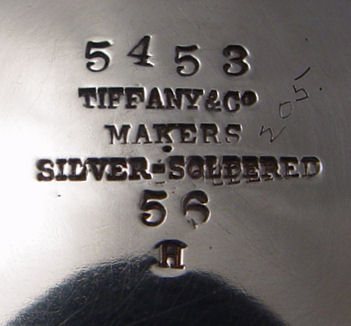 5453
TIFFANY & Co
MAKERS
SILVER-SOLDERED
56
H